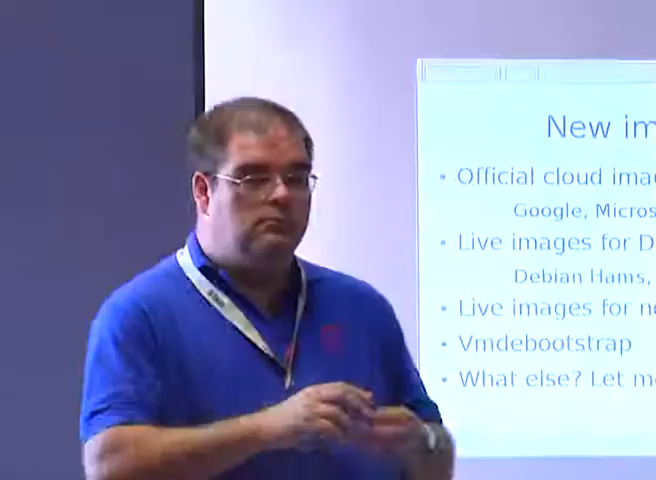 New im
• Official cloud ima
Google, Micros
• Live images for D
Debian Hams,
• Live images for n
• Vmdebootstrap
• What else? Let m